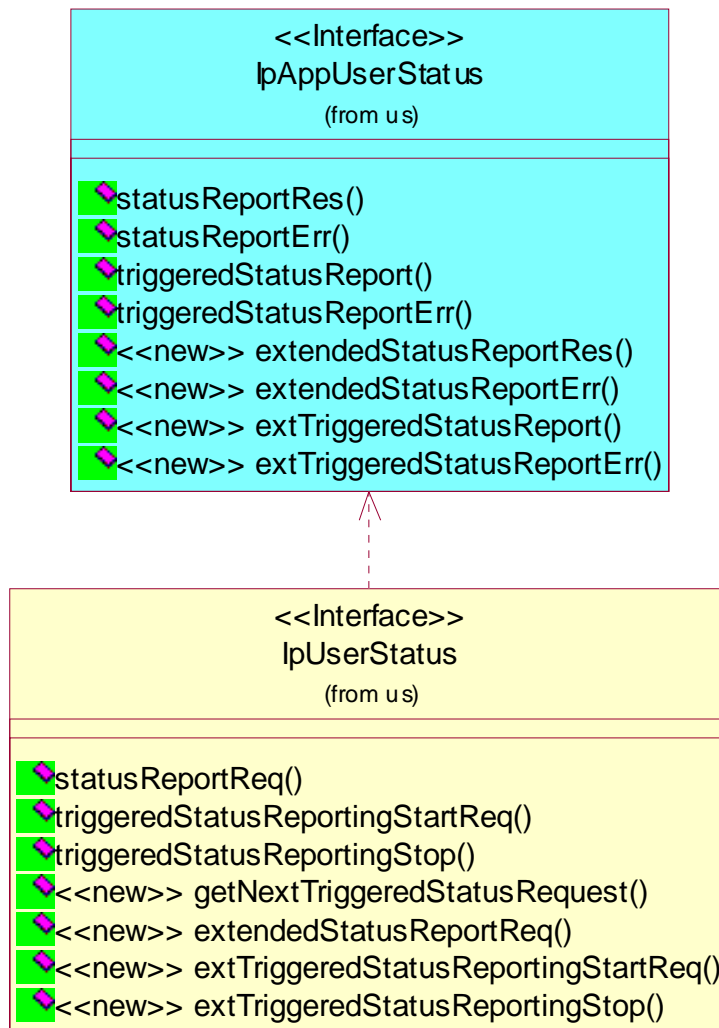 <<Interface>>
IpAppUserStatus
(from us)
statusReportRes()
statusReportErr()
triggeredStatusReport()
triggeredStatusReportErr()
<<new>> extendedStatusReportRes()
<<new>> extendedStatusReportErr()
<<new>> extTriggeredStatusReport()
<<new>> extTriggeredStatusReportErr()
<<Interface>>
IpUserStatus
(from us)
statusReportReq()
triggeredStatusReportingStartReq()
triggeredStatusReportingStop()
<<new>> getNextTriggeredStatusRequest()
<<new>> extendedStatusReportReq()
<<new>> extTriggeredStatusReportingStartReq()
<<new>> extTriggeredStatusReportingStop()